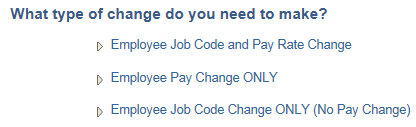 What type of change do you need to make?
Employee Job Code and Pay Rate Change
Employee Pay Change ONLY
Employee Job Code Change ONLY (No Pay Change)